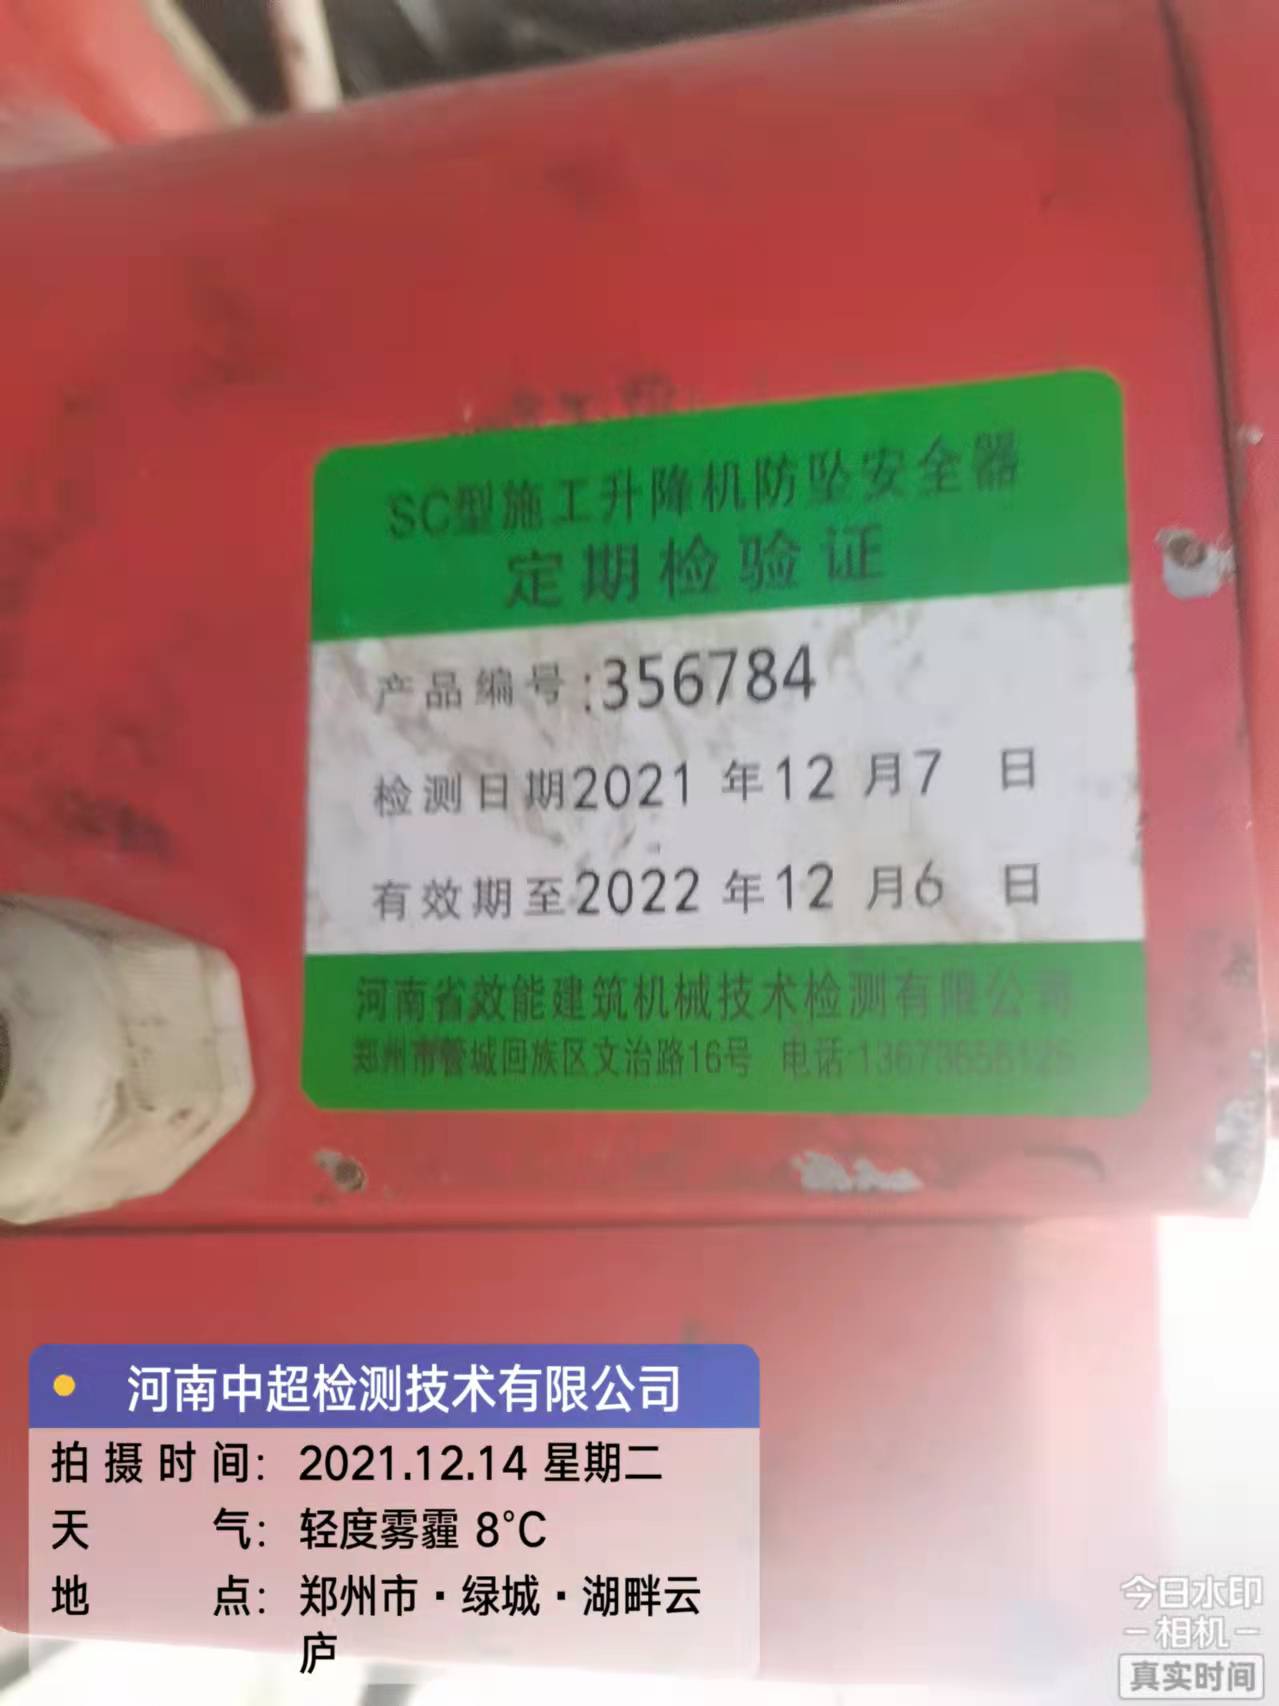 SC型施工升降机防坠安全器
定期检验证
产品编号:356784
检测日期2021 年12 月7 日
有效期至2022 年12 月6 日
河南省效能建筑机械技术检测有限公司
郑州市管城回族区文治路16号 电话
河南中超检测技术有限公司
拍摄时间: 2021.12.14 星期二
天气: 轻度雾霾 8°C
地点: 郑州市·绿城·湖畔云
庐
今日水印
-相机-
真实时间